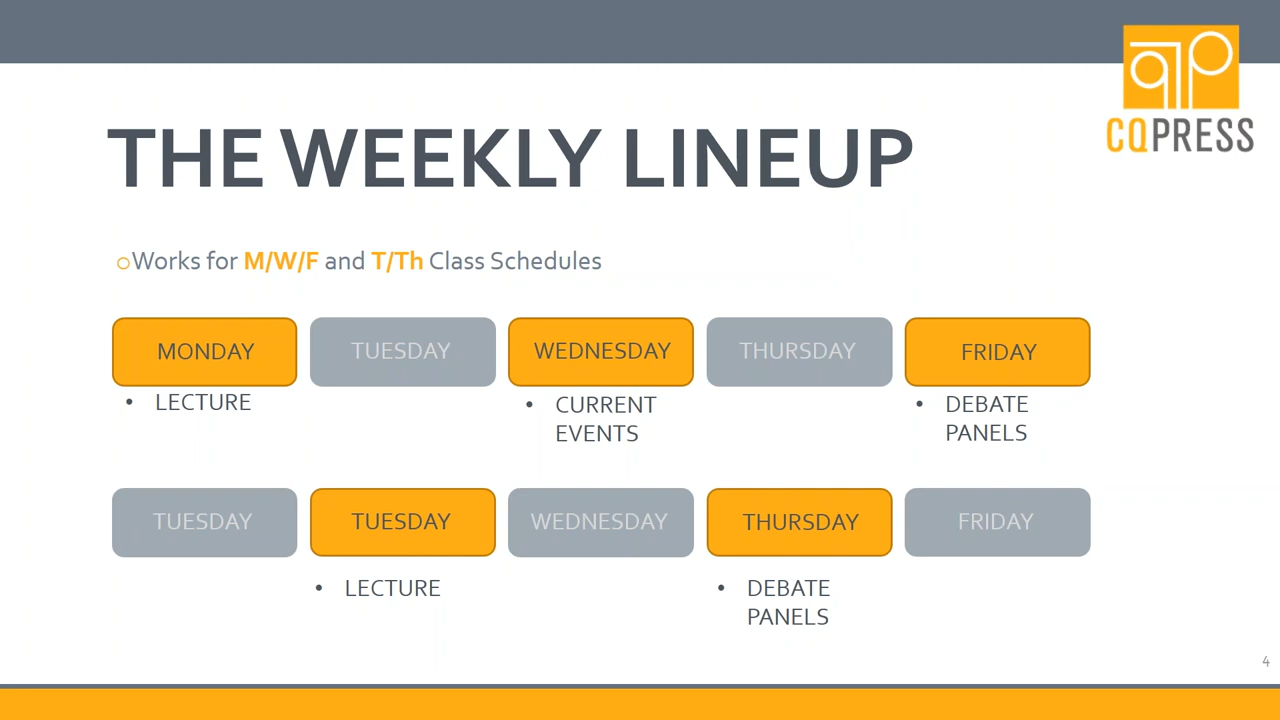 CQPRESS
THE WEEKLY LINEUP
oWorks for M/W/F and T/Th Class Schedules
MONDAY TUESDAY WEDNESDAY THURSDAY FRIDAY
• LECTURE
• CURRENT
EVENTS
• DEBATE
PANELS
TUESDAY TUESDAY WEDNESDAY THURSDAY FRIDAY
• LECTURE
• DEBATE
PANELS
4